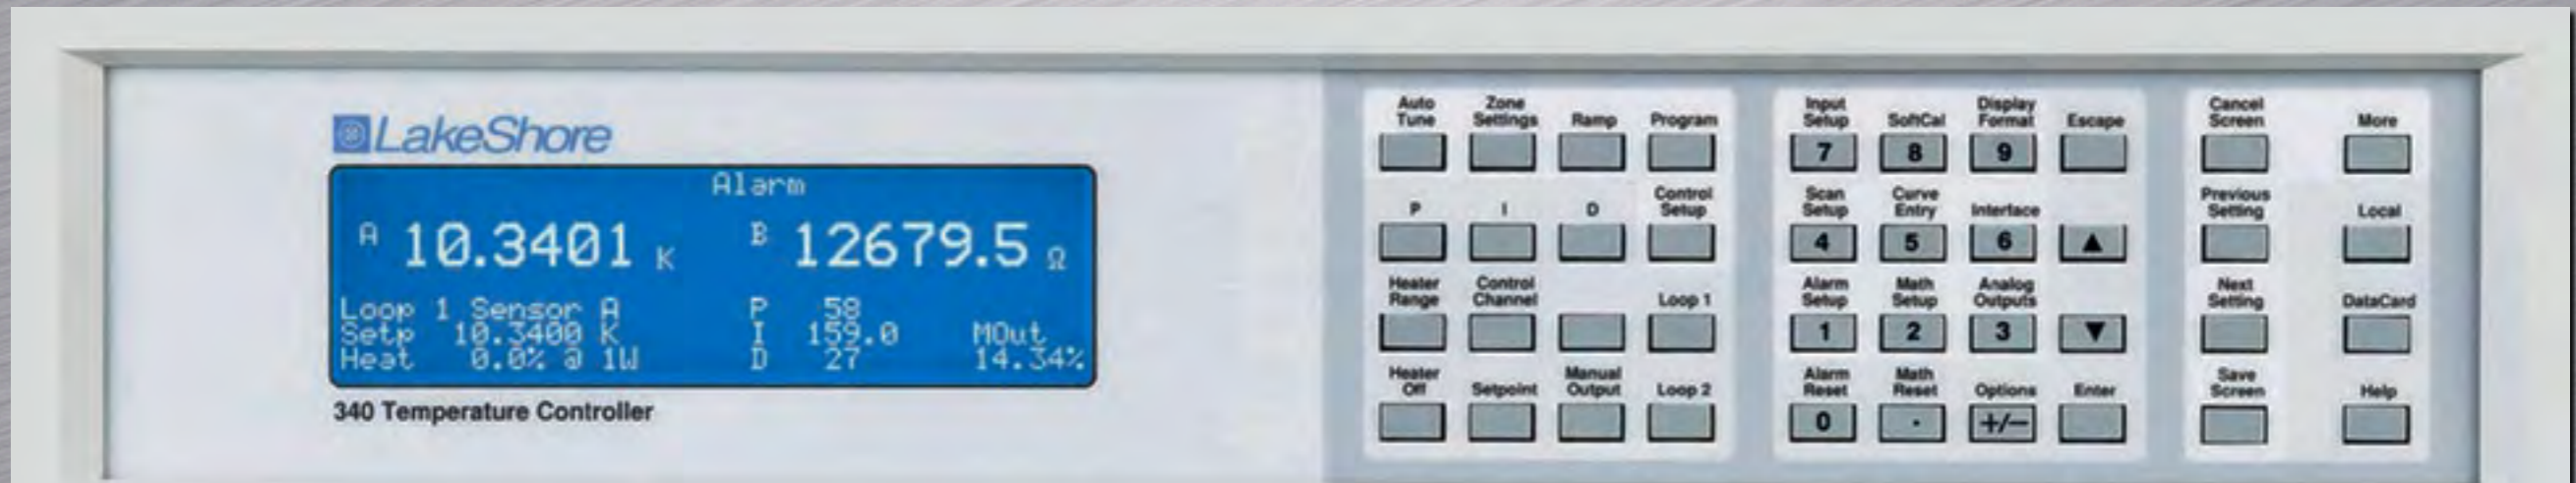 LakeShore
Alarm
A 10.3401 K B 12679.5 Ω
Loop 1 Sensor A P 58
Setp 10.3400 K I 159.0 MOut
Heat 0.0% @ 1W D 27 14.34%
340 Temperature Controller
Auto Tune Zone Settings Ramp Program
P I D Control Setup
Heater Range Control Channel Loop 1
Heater Off Setpoint Manual Output Loop 2
Input Setup SoftCal Display Format Escape
7 8 9
Scan Setup Curve Entry Interface
4 5 6 ▲
Alarm Setup Math Setup Analog Outputs
1 2 3 ▼
Alarm Reset Math Reset Options Enter
0 . +/−
Cancel Screen More
Previous Setting Local
Next Setting DataCard
Save Screen Help